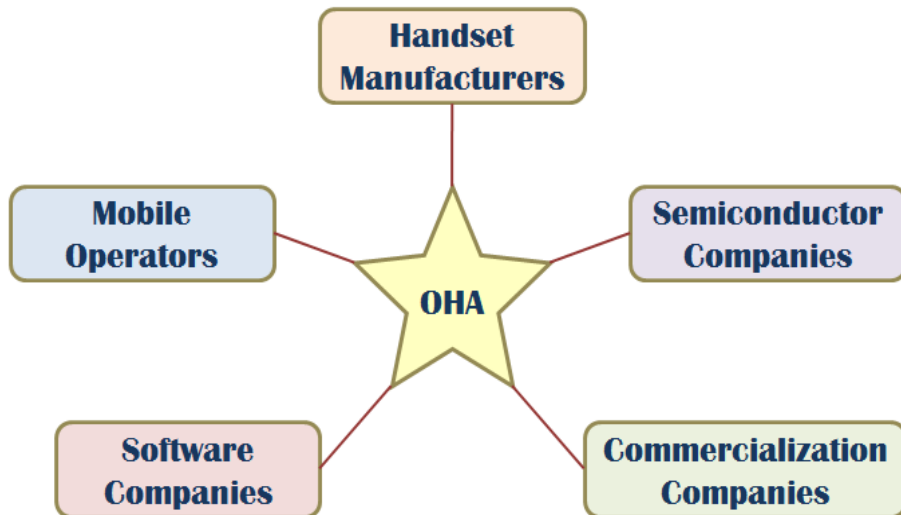 Handset
Manufacturers
Mobile
Operators
Semiconductor
Companies
OHA
Software
Companies
Commercialization
Companies